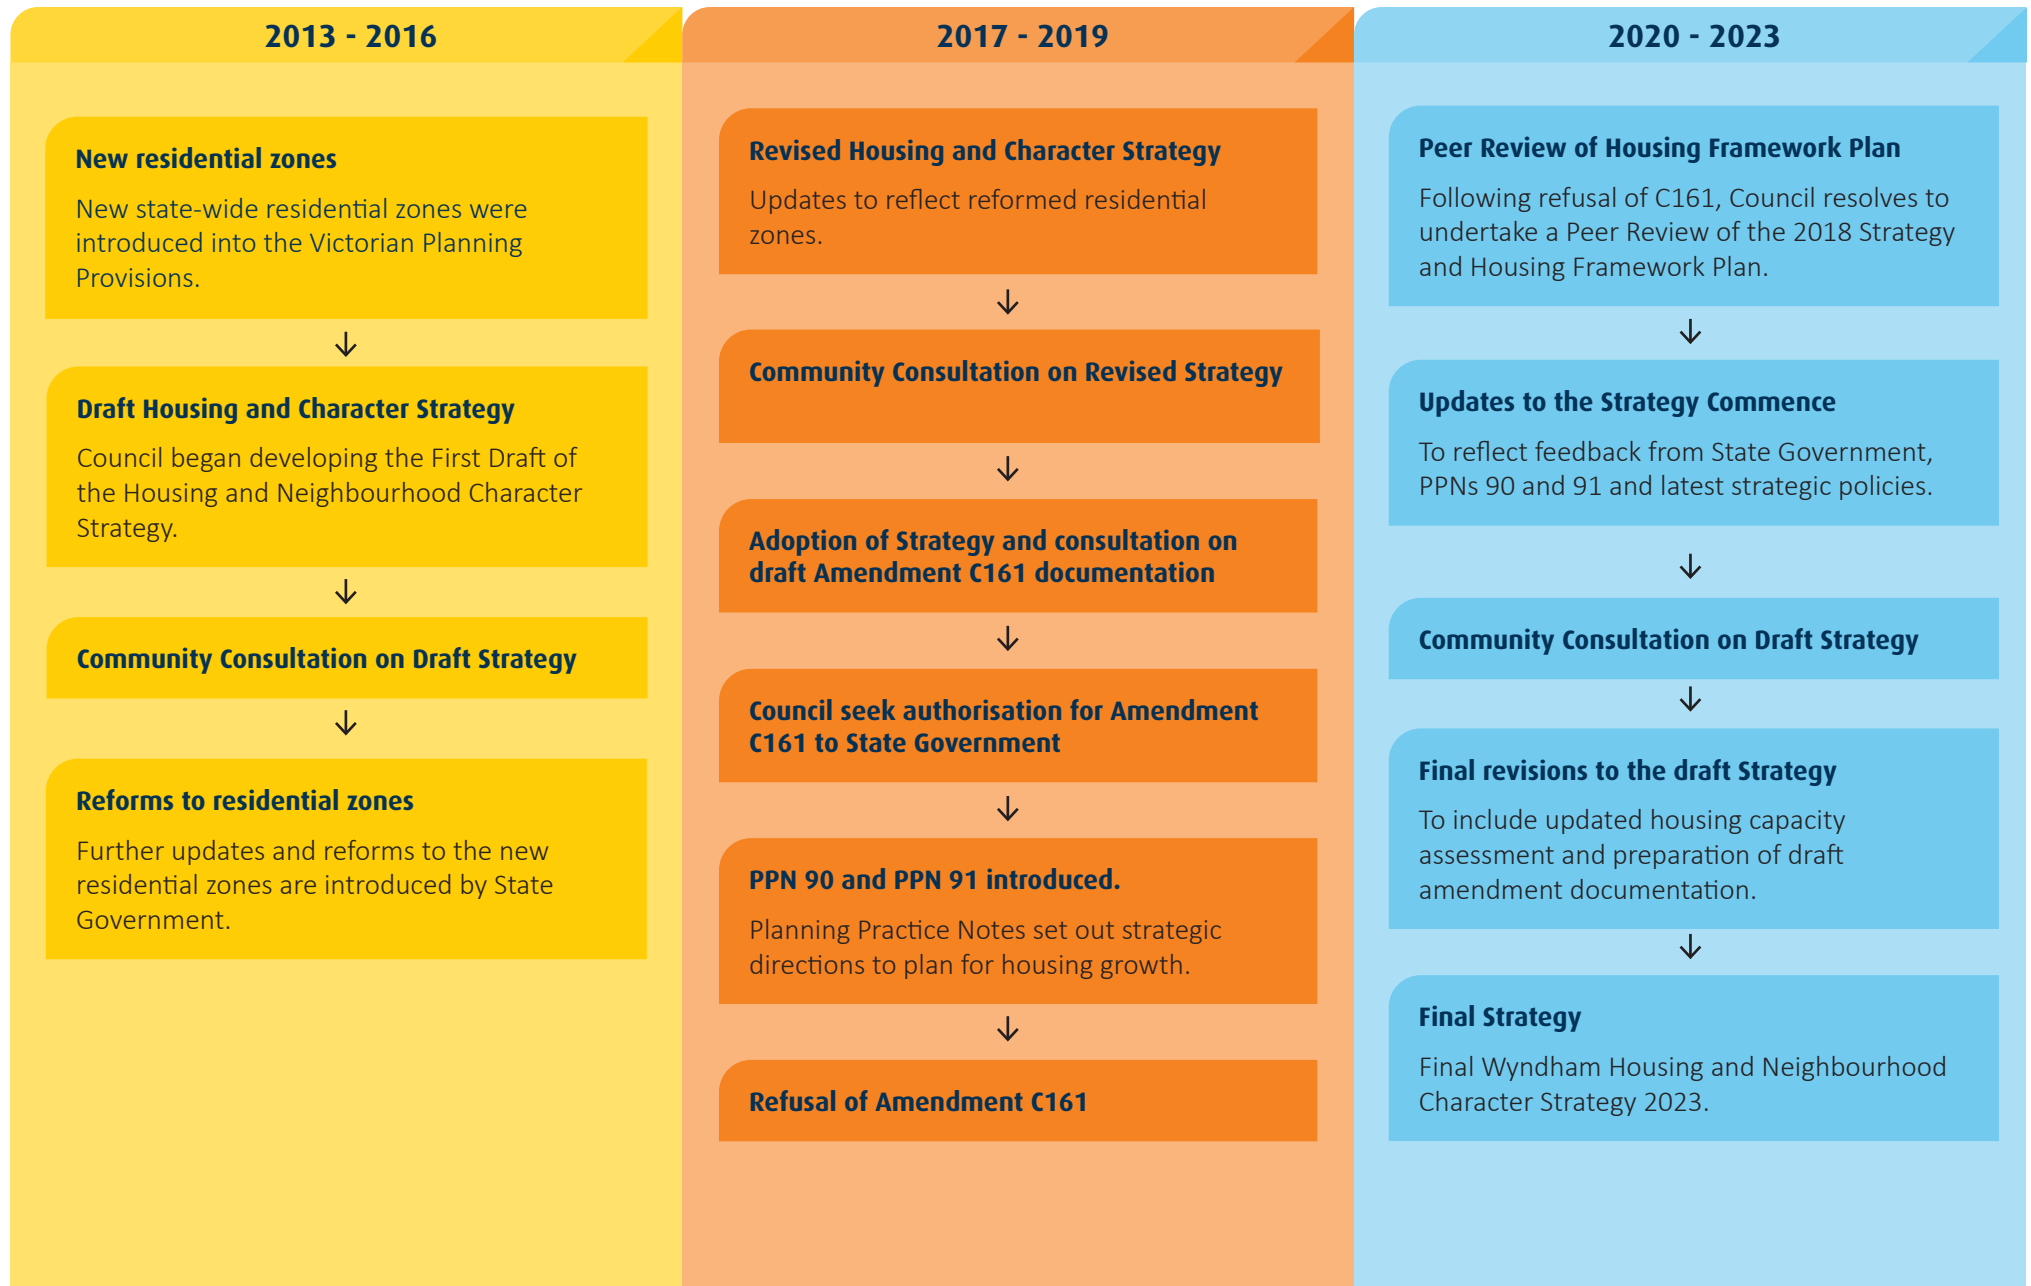 2013 - 2016
New residential zones
New state-wide residential zones were
introduced into the Victorian Planning
Provisions.
Draft Housing and Character Strategy
Council began developing the First Draft of
the Housing and Neighbourhood Character
Strategy.
Community Consultation on Draft Strategy
Reforms to residential zones
Further updates and reforms to the new
residential zones are introduced by State
Government.
2017 - 2019
Revised Housing and Character Strategy
Updates to reflect reformed residential
zones.
Community Consultation on Revised Strategy
Adoption of Strategy and consultation on
draft Amendment C161 documentation
Council seek authorisation for Amendment
C161 to State Government
PPN 90 and PPN 91 introduced.
Planning Practice Notes set out strategic
directions to plan for housing growth.
Refusal of Amendment C161
2020 - 2023
Peer Review of Housing Framework Plan
Following refusal of C161, Council resolves to
undertake a Peer Review of the 2018 Strategy
and Housing Framework Plan.
Updates to the Strategy Commence
To reflect feedback from State Government,
PPNs 90 and 91 and latest strategic policies.
Community Consultation on Draft Strategy
Final revisions to the draft Strategy
To include updated housing capacity
assessment and preparation of draft
amendment documentation.
Final Strategy
Final Wyndham Housing and Neighbourhood
Character Strategy 2023.